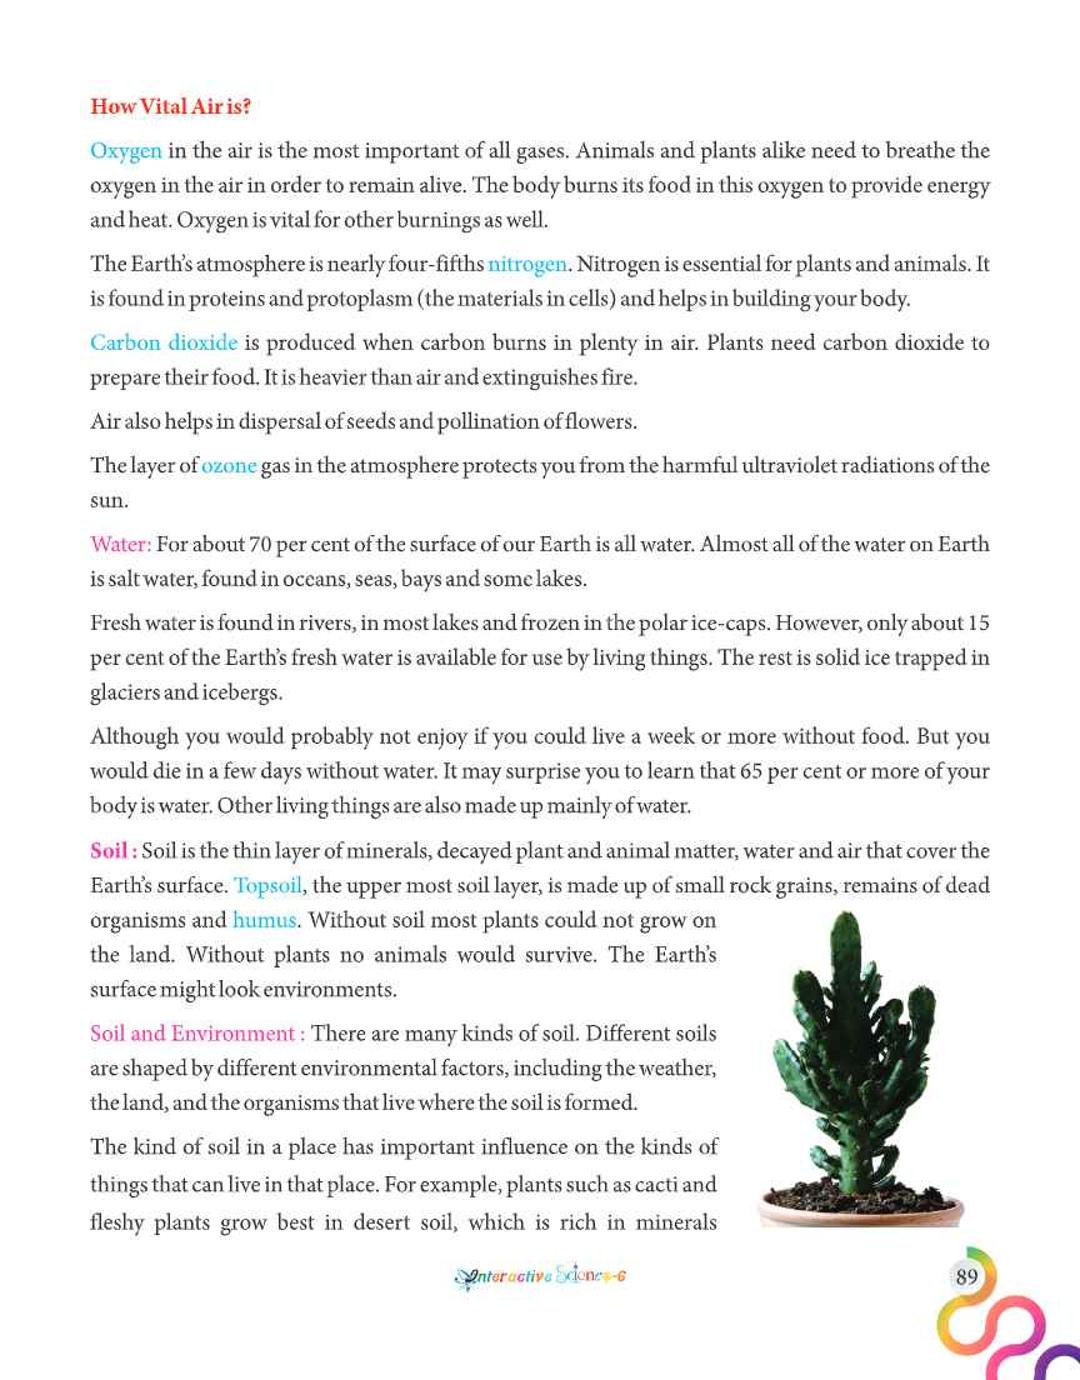 How Vital Air is?
Oxygen in the air is the most important of all gases. Animals and plants alike need to breathe the
oxygen in the air in order to remain alive. The body burns its food in this oxygen to provide energy
and heat. Oxygen is vital for other burnings as well.
The Earth's atmosphere is nearly four-fifths nitrogen. Nitrogen is essential for plants and animals. It
is found in proteins and protoplasm (the materials in cells) and helps in building your body.
Carbon dioxide is produced when carbon burns in plenty in air. Plants need carbon dioxide to
prepare their food. It is heavier than air and extinguishes fire.
Air also helps in dispersal of seeds and pollination of flowers.
The layer of ozone gas in the atmosphere protects you from the harmful ultraviolet radiations of the
sun.
Water: For about 70 per cent of the surface of our Earth is all water. Almost all of the water on Earth
is salt water, found in oceans, seas, bays and some lakes.
Fresh water is found in rivers, in most lakes and frozen in the polar ice-caps. However, only about 15
per cent of the Earth's fresh water is available for use by living things. The rest is solid ice trapped in
glaciers and icebergs.
Although you would probably not enjoy if you could live a week or more without food. But you
would die in a few days without water. It may surprise you to learn that 65 per cent or more of your
body is water. Other living things are also made up mainly of water.
Soil : Soil is the thin layer of minerals, decayed plant and animal matter, water and air that cover the
Earth's surface. Topsoil, the upper most soil layer, is made up of small rock grains, remains of dead
organisms and humus. Without soil most plants could not grow on
the land. Without plants no animals would survive. The Earth's
surface might look environments.
Soil and Environment : There are many kinds of soil. Different soils
are shaped by different environmental factors, including the weather,
the land, and the organisms that live where the soil is formed.
The kind of soil in a place has important influence on the kinds of
things that can live in that place. For example, plants such as cacti and
fleshy plants grow best in desert soil, which is rich in minerals
Interactive Science-6
89